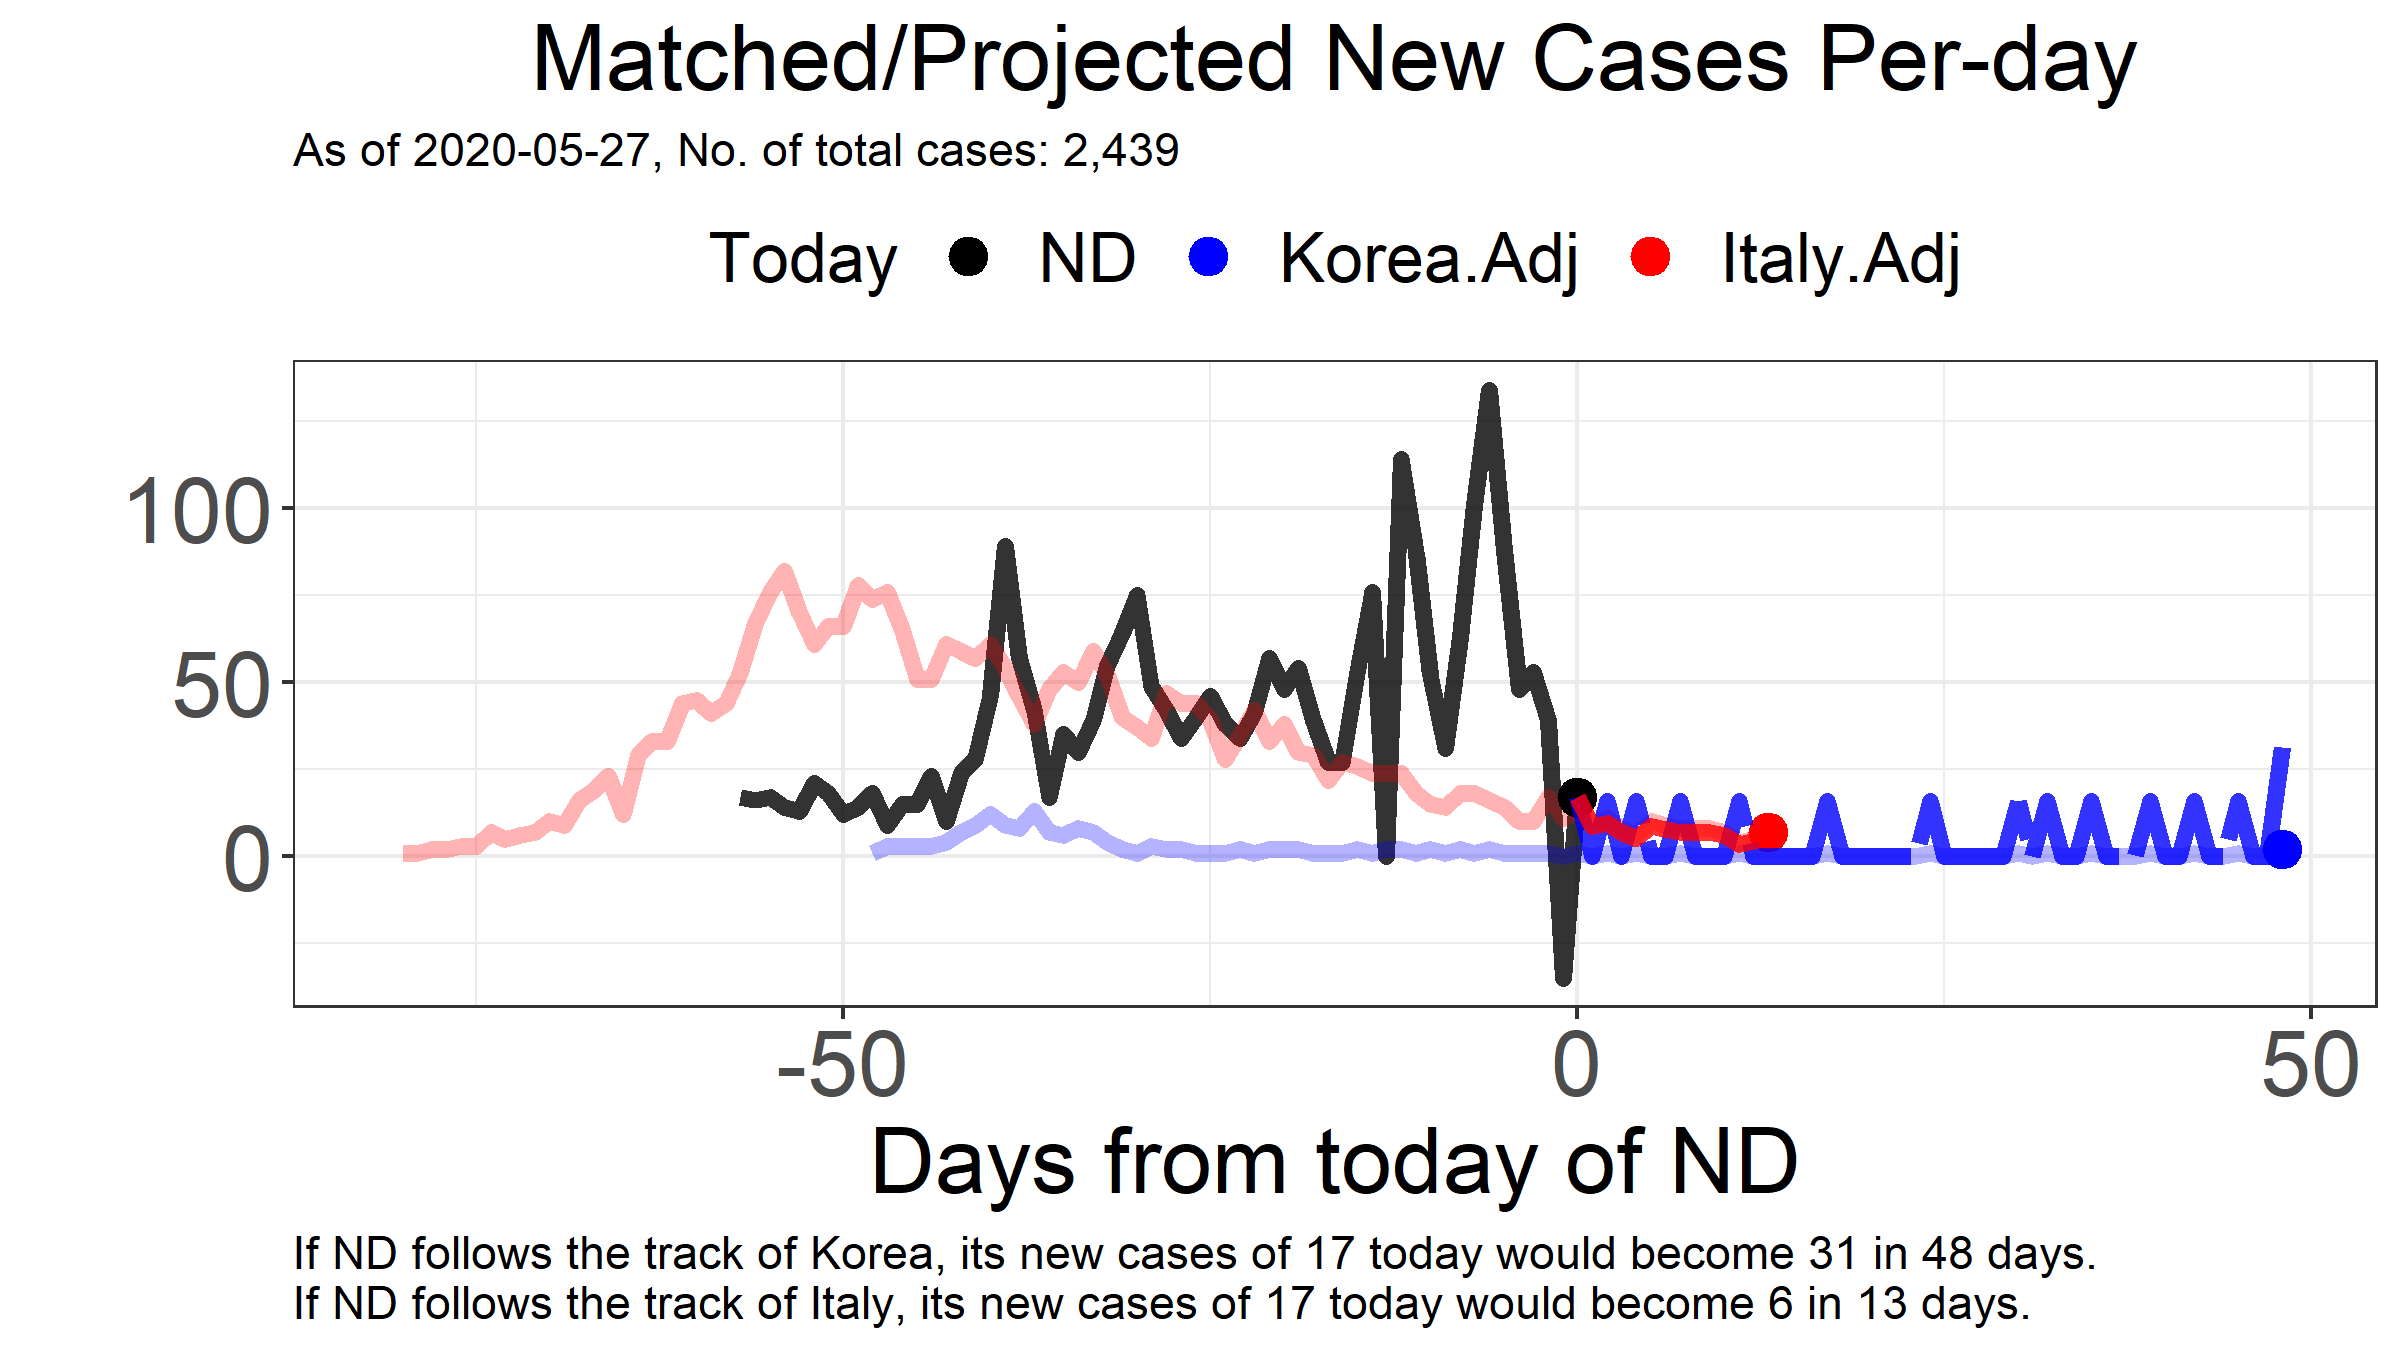 Matched/Projected New Cases Per-day
As of 2020-05-27, No. of total cases: 2,439
Today ND Korea.Adj Italy.Adj
100
50
0
-50 0 50
Days from today of ND
If ND follows the track of Korea, its new cases of 17 today would become 31 in 48 days.
If ND follows the track of Italy, its new cases of 17 today would become 6 in 13 days.